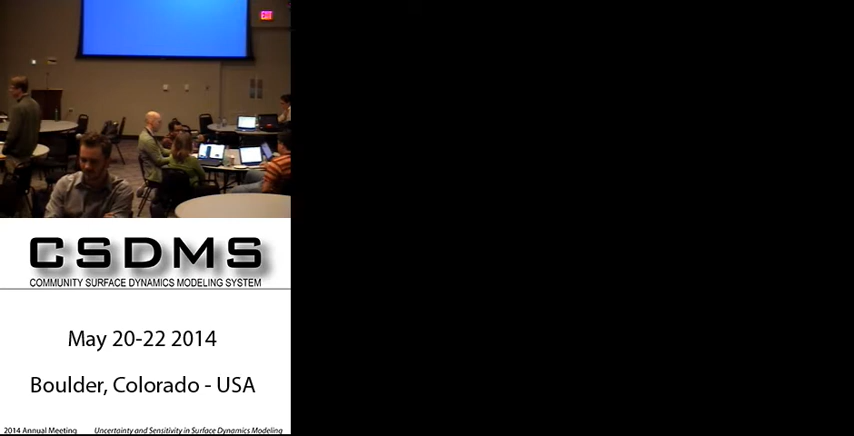 EXIT
CSDMS
COMMUNITY SURFACE DYNAMICS MODELING SYSTEM
May 20-22 2014
Boulder, Colorado - USA
2014 Annual Meeting Uncertainty and Sensitivity in Surface Dynamics Modeling